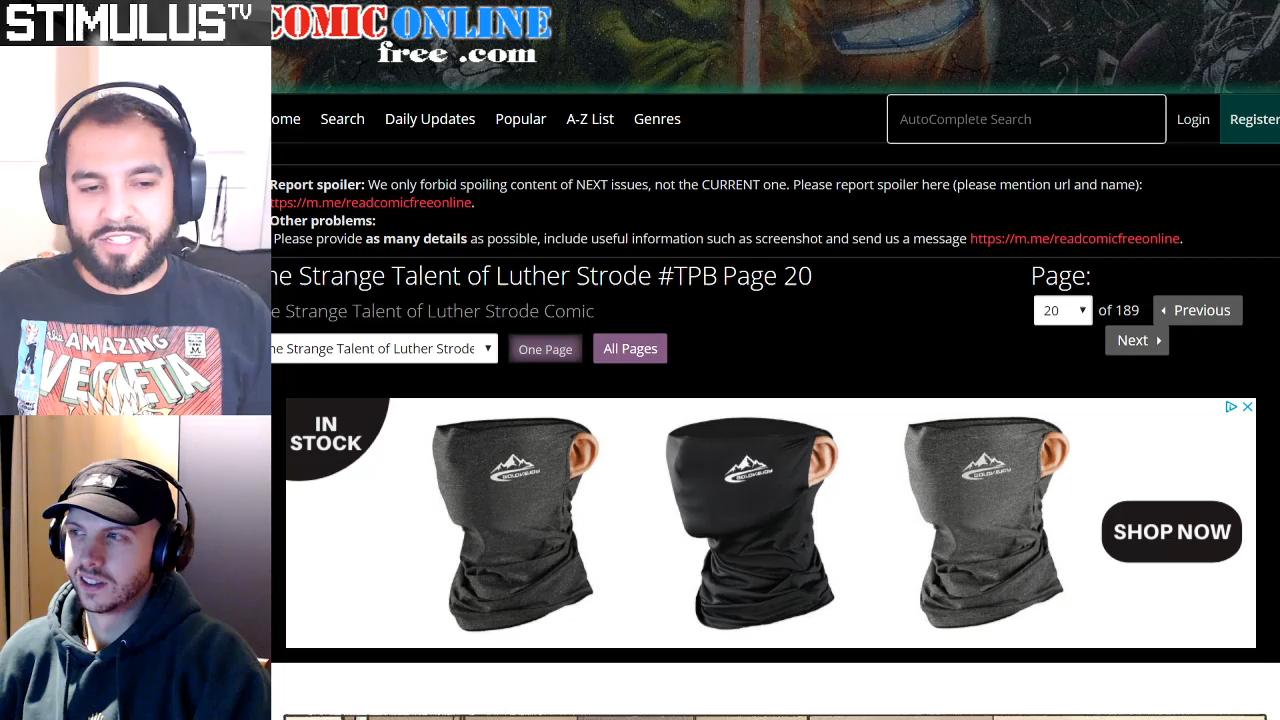 STIMULUSTV
COMIC ONLINE
free .com
ome Search Daily Updates Popular A-Z List Genres
AutoComplete Search
Login
Register
Report spoiler: We only forbid spoiling content of NEXT issues, not the CURRENT one. Please report spoiler here (please mention url and name):
ttps://m.me/readcomicfreeonline.
Other problems:
Please provide as many details as possible, include useful information such as screenshot and send us a message https://m.me/readcomicfreeonline.
he Strange Talent of Luther Strode #TPB Page 20
Page:
e Strange Talent of Luther Strode Comic
20 of 189 Previous
Next
he Strange Talent of Luther Strode
One Page
All Pages
IN
STOCK
SHOP NOW
the AMAZING
VEGETA